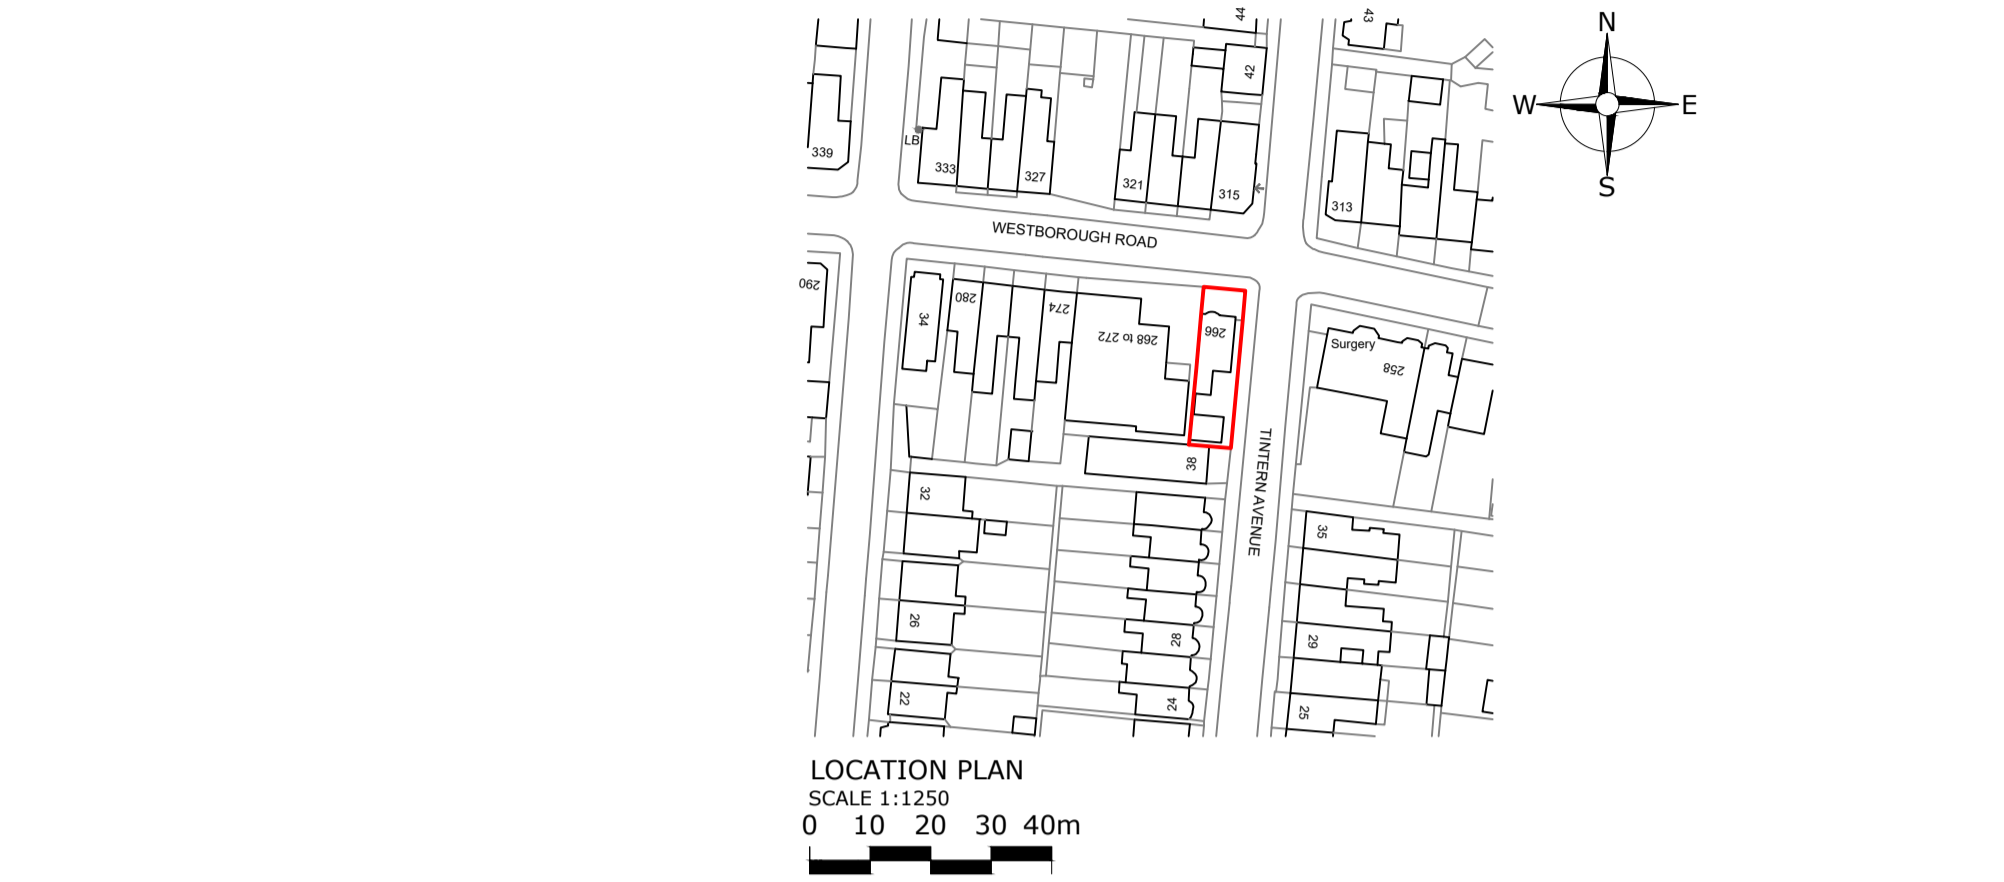 44
43
N
42
W
E
339
LB
333
327
321
315
313
S
WESTBOROUGH ROAD
290
34
280
274
268 to 272
266
Surgery
258
TINTERN AVENUE
38
32
35
26
28
29
22
24
25
LOCATION PLAN
SCALE 1:1250
0 10 20 30 40m